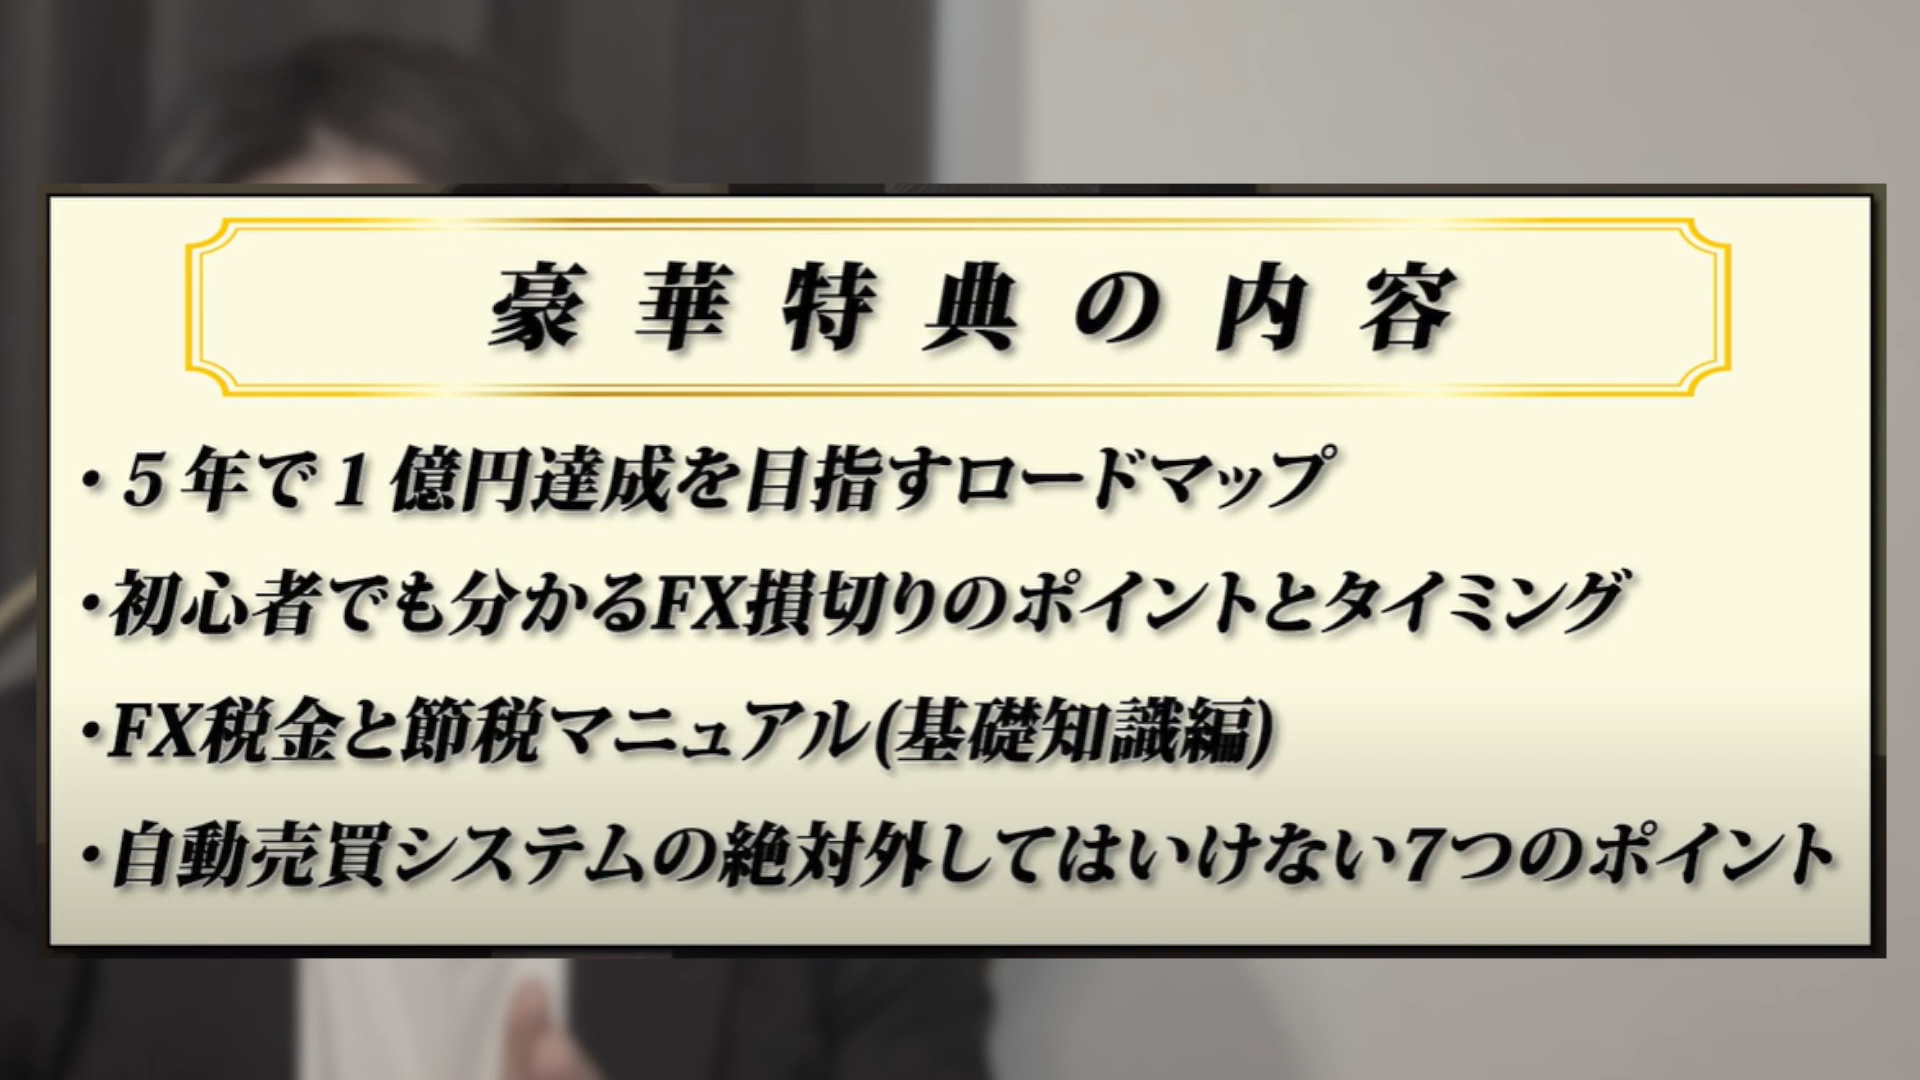 豪華特典の内容
・５年で１億円達成を目指すロードマップ
・初心者でも分かるFX損切りのポイントとタイミング
・FX税金と節税マニュアル(基礎知識編)
・自動売買システムの絶対外してはいけない7つのポイント